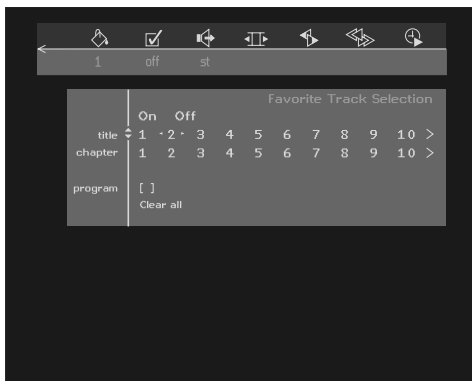 1 off st
Favorite Track Selection
On Off
title 1 2 3 4 5 6 7 8 9 10 >
chapter 1 2 3 4 5 6 7 8 9 10 >
program [ ]
Clear all